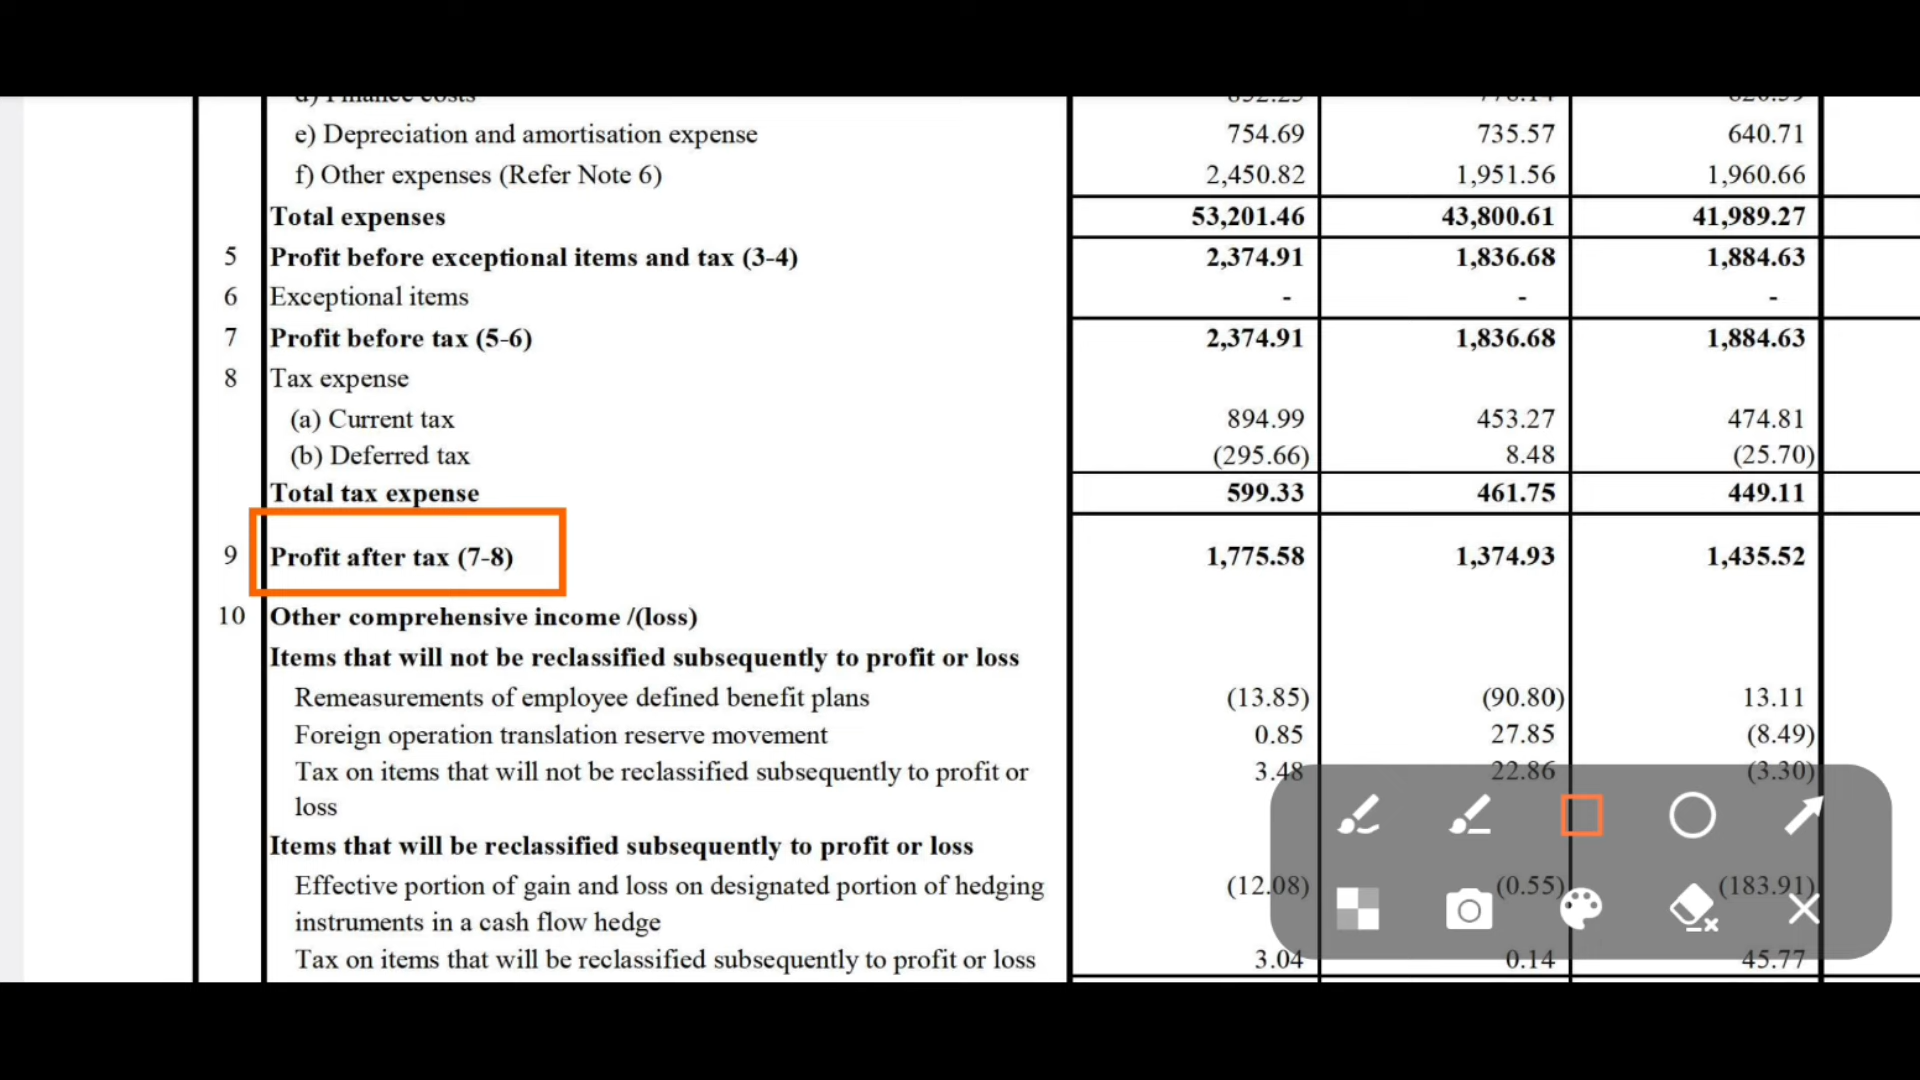 e) Depreciation and amortisation expense 754.69 735.57 640.71
f) Other expenses (Refer Note 6) 2,450.82 1,951.56 1,960.66
Total expenses 53,201.46 43,800.61 41,989.27
5 Profit before exceptional items and tax (3-4) 2,374.91 1,836.68 1,884.63
6 Exceptional items - - -
7 Profit before tax (5-6) 2,374.91 1,836.68 1,884.63
8 Tax expense
(a) Current tax 894.99 453.27 474.81
(b) Deferred tax (295.66) 8.48 (25.70)
Total tax expense 599.33 461.75 449.11
9 Profit after tax (7-8) 1,775.58 1,374.93 1,435.52
10 Other comprehensive income /(loss)
Items that will not be reclassified subsequently to profit or loss
Remeasurements of employee defined benefit plans (13.85) (90.80) 13.11
Foreign operation translation reserve movement 0.85 27.85 (8.49)
Tax on items that will not be reclassified subsequently to profit or 3.48 22.86 (3.30)
loss
Items that will be reclassified subsequently to profit or loss
Effective portion of gain and loss on designated portion of hedging (12.08) (0.55) (183.91)
instruments in a cash flow hedge
Tax on items that will be reclassified subsequently to profit or loss 3.04 0.14 45.77